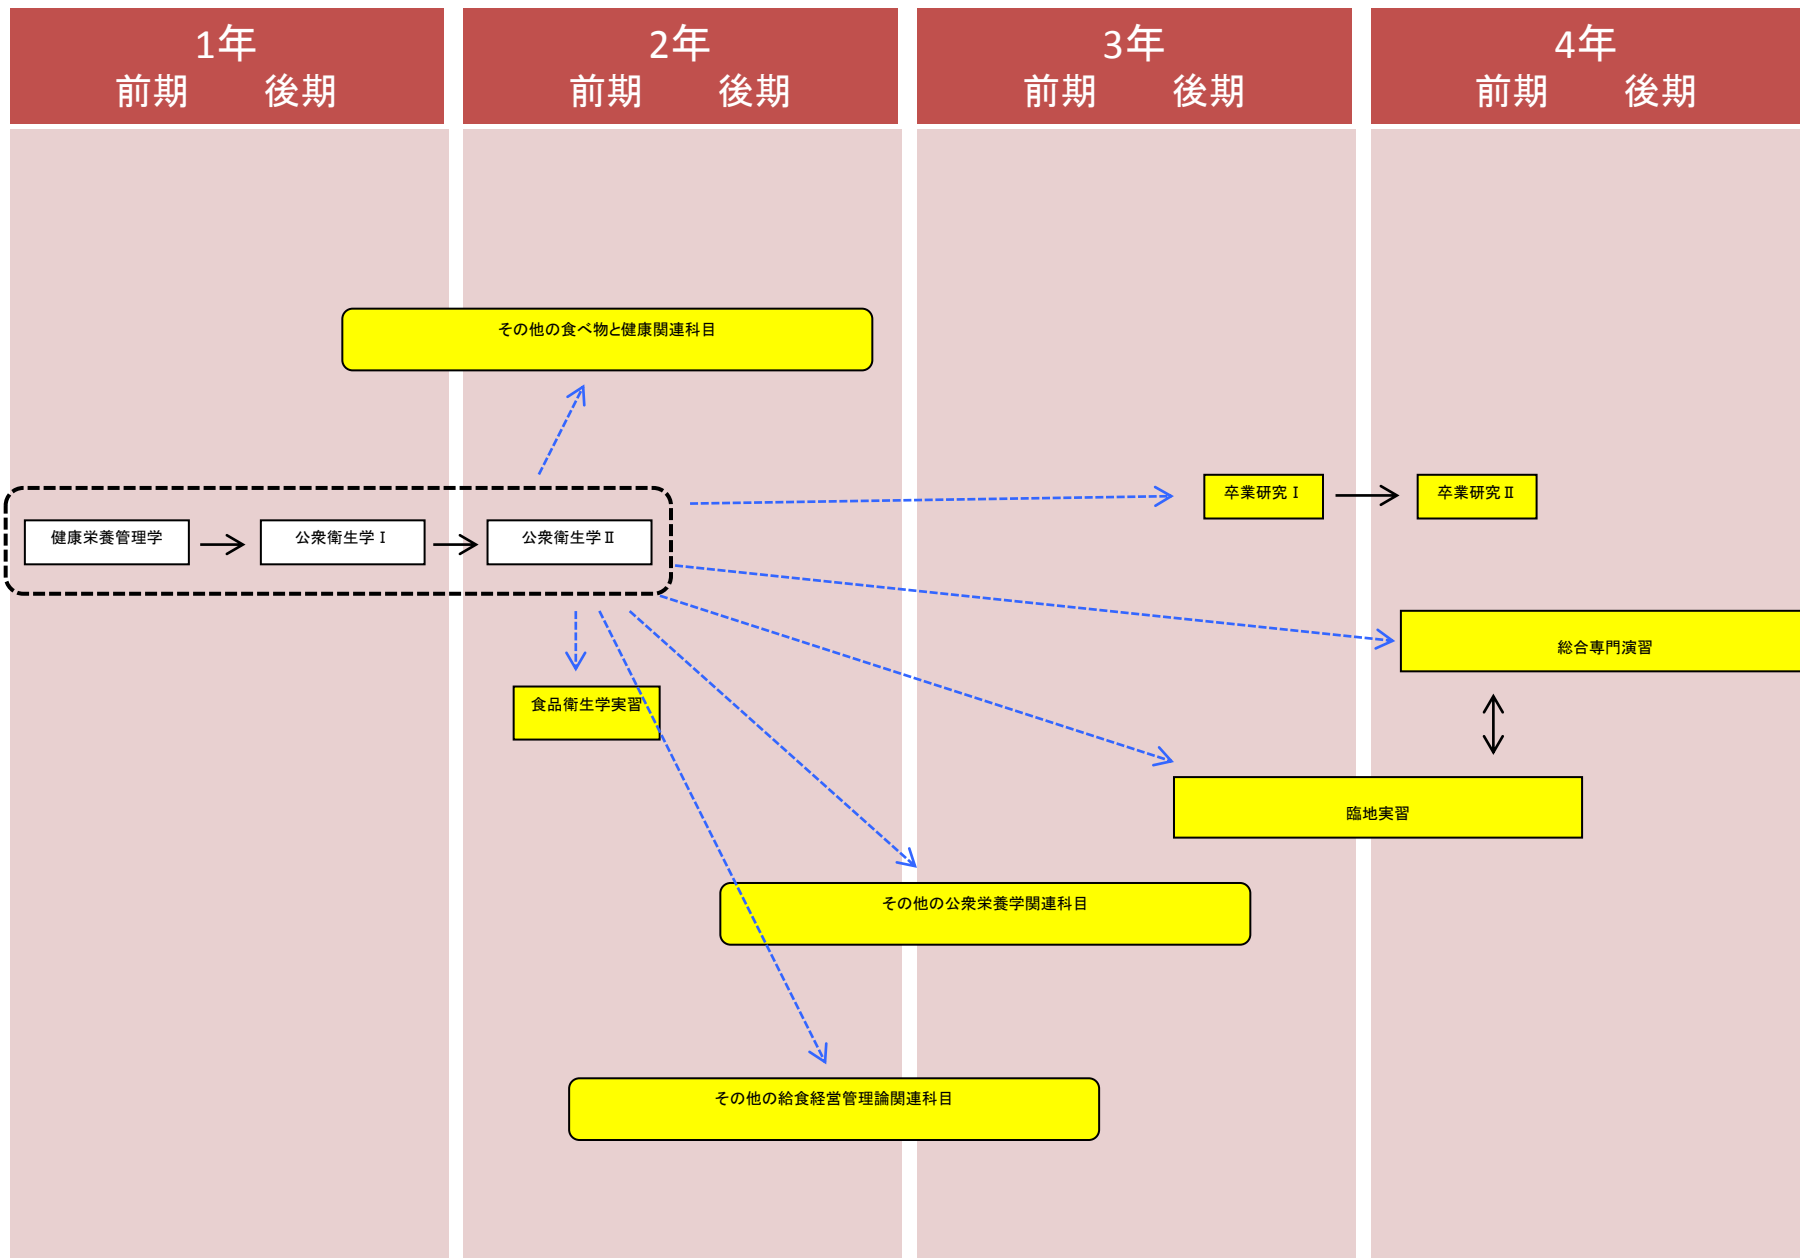 1年
前期 後期
2年
前期 後期
3年
前期 後期
4年
前期 後期
その他の食べ物と健康関連科目
卒業研究Ⅰ
卒業研究Ⅱ
健康栄養管理学
公衆衛生学Ⅰ
公衆衛生学Ⅱ
総合専門演習
食品衛生学実習
臨地実習
その他の公衆栄養学関連科目
その他の給食経営管理論関連科目